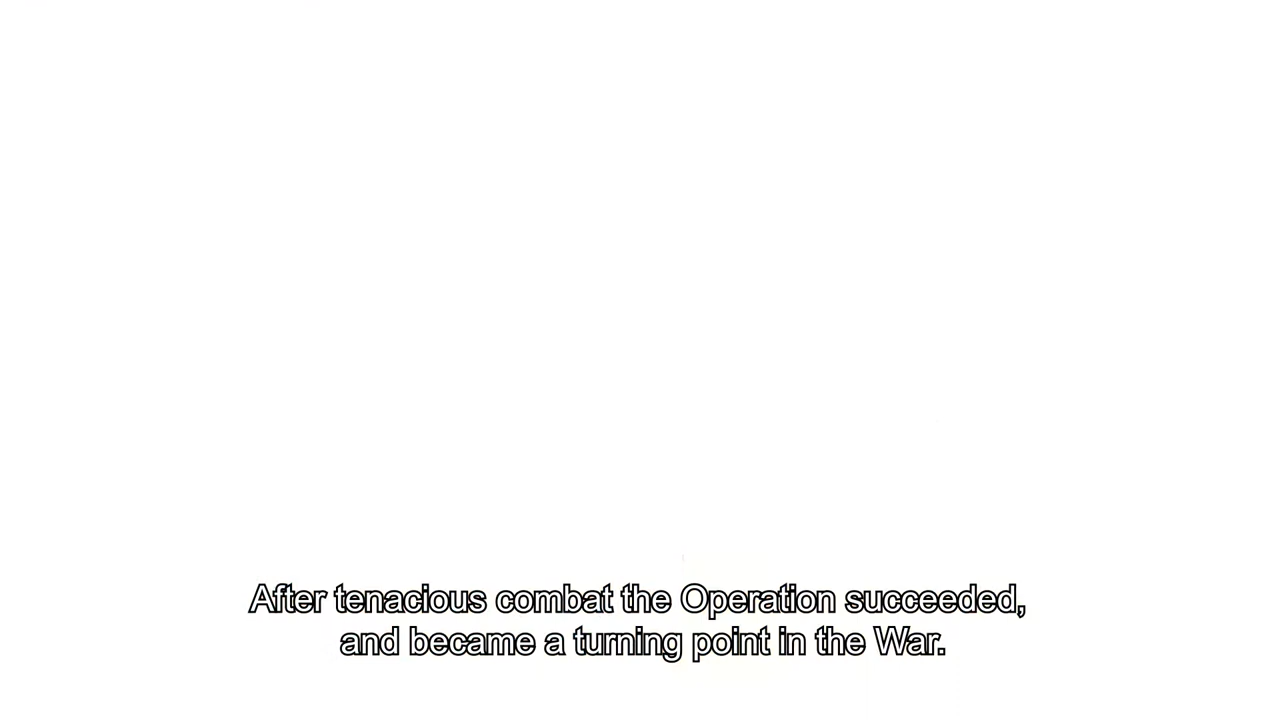 After tenacious combat the Operation succeeded,
and became a turning point in the War.